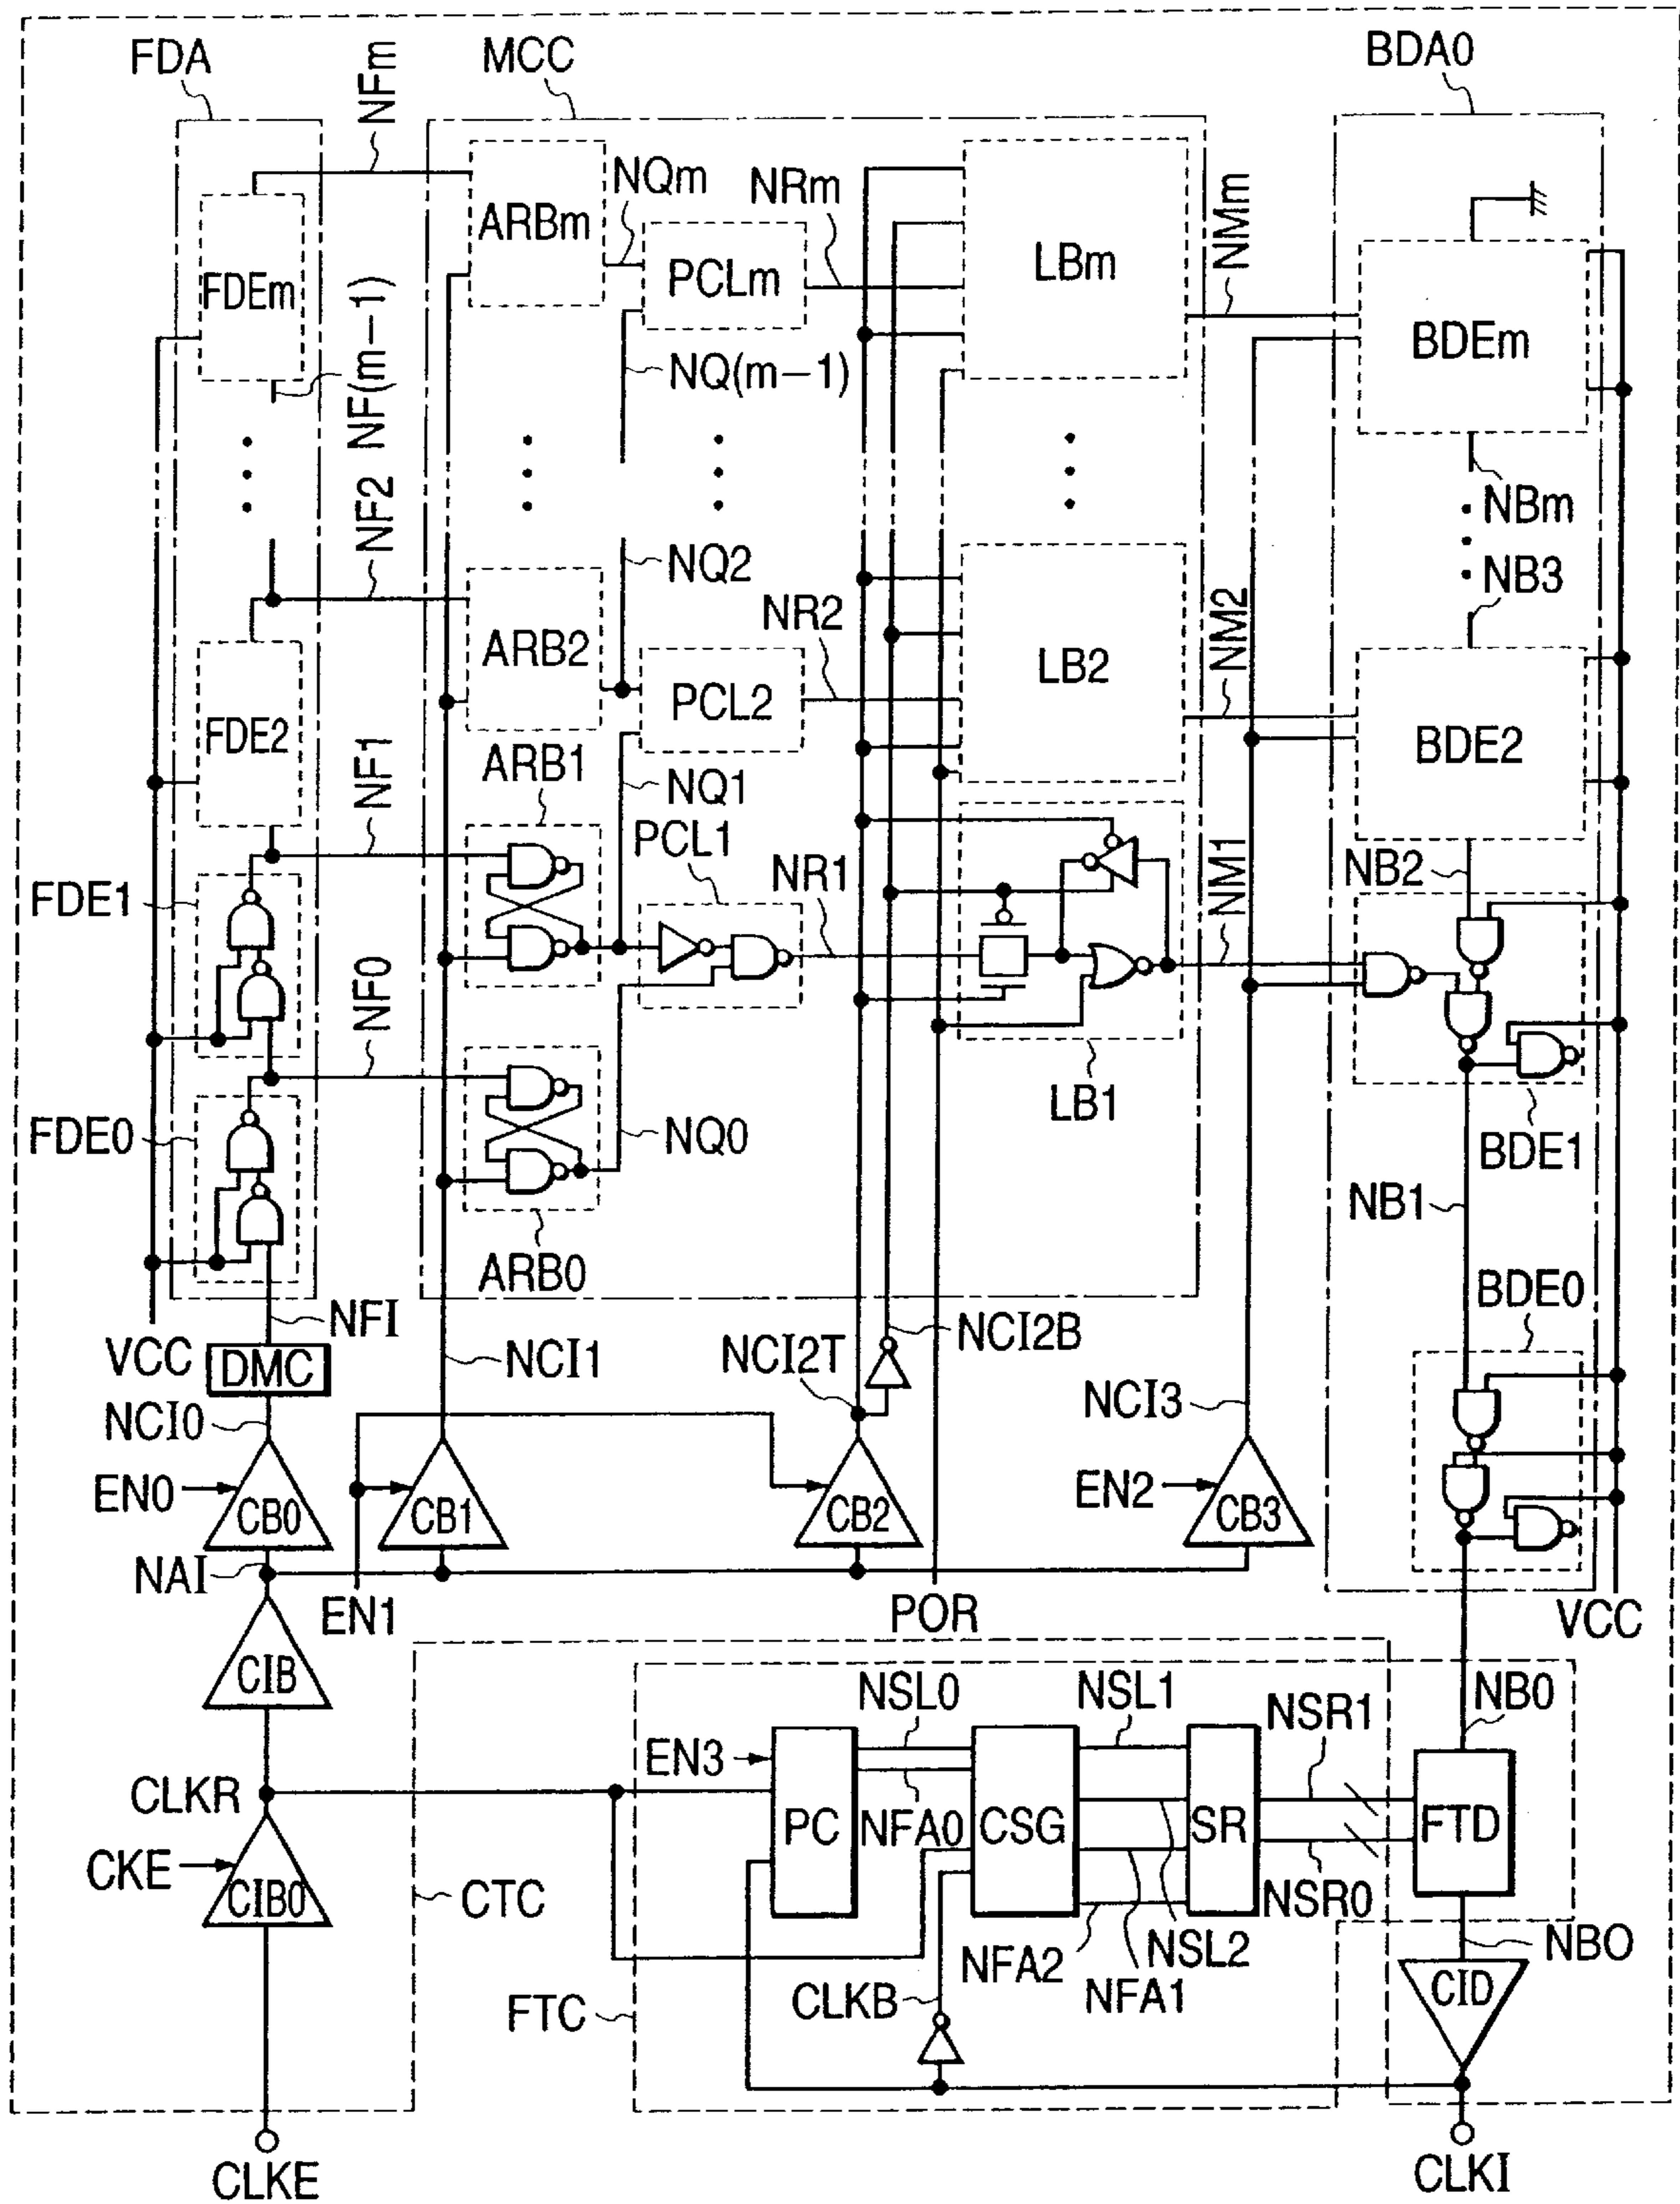 FDA
MCC
BDA0
NFm
ARBm
NQm
NRm
FDEm
PCLm
LBm
NMm
BDEm
NF(m-1)
NQ(m-1)
NBm
NF2
NQ2
NB3
ARB2
NR2
LB2
NM2
FDE2
PCL2
BDE2
NF1
ARB1
NQ1
PCL1
NR1
NM1
NB2
FDE1
NF0
LB1
FDE0
NQ0
BDE1
NB1
ARB0
BDE0
NFI
VCC
DMC
NCI1
NCI2T
NCI2B
NCI0
NCI3
EN0
CB0
CB1
CB2
EN2
CB3
NAI
EN1
POR
VCC
CIB
NSL0
NSL1
NSR1
NB0
EN3
CLKR
PC
NFA0
CSG
SR
FTD
CKE
CIB0
CTC
NSR0
NFA2
NSL2
NFA1
NBO
CLKB
CID
FTC
CLKE
CLKI